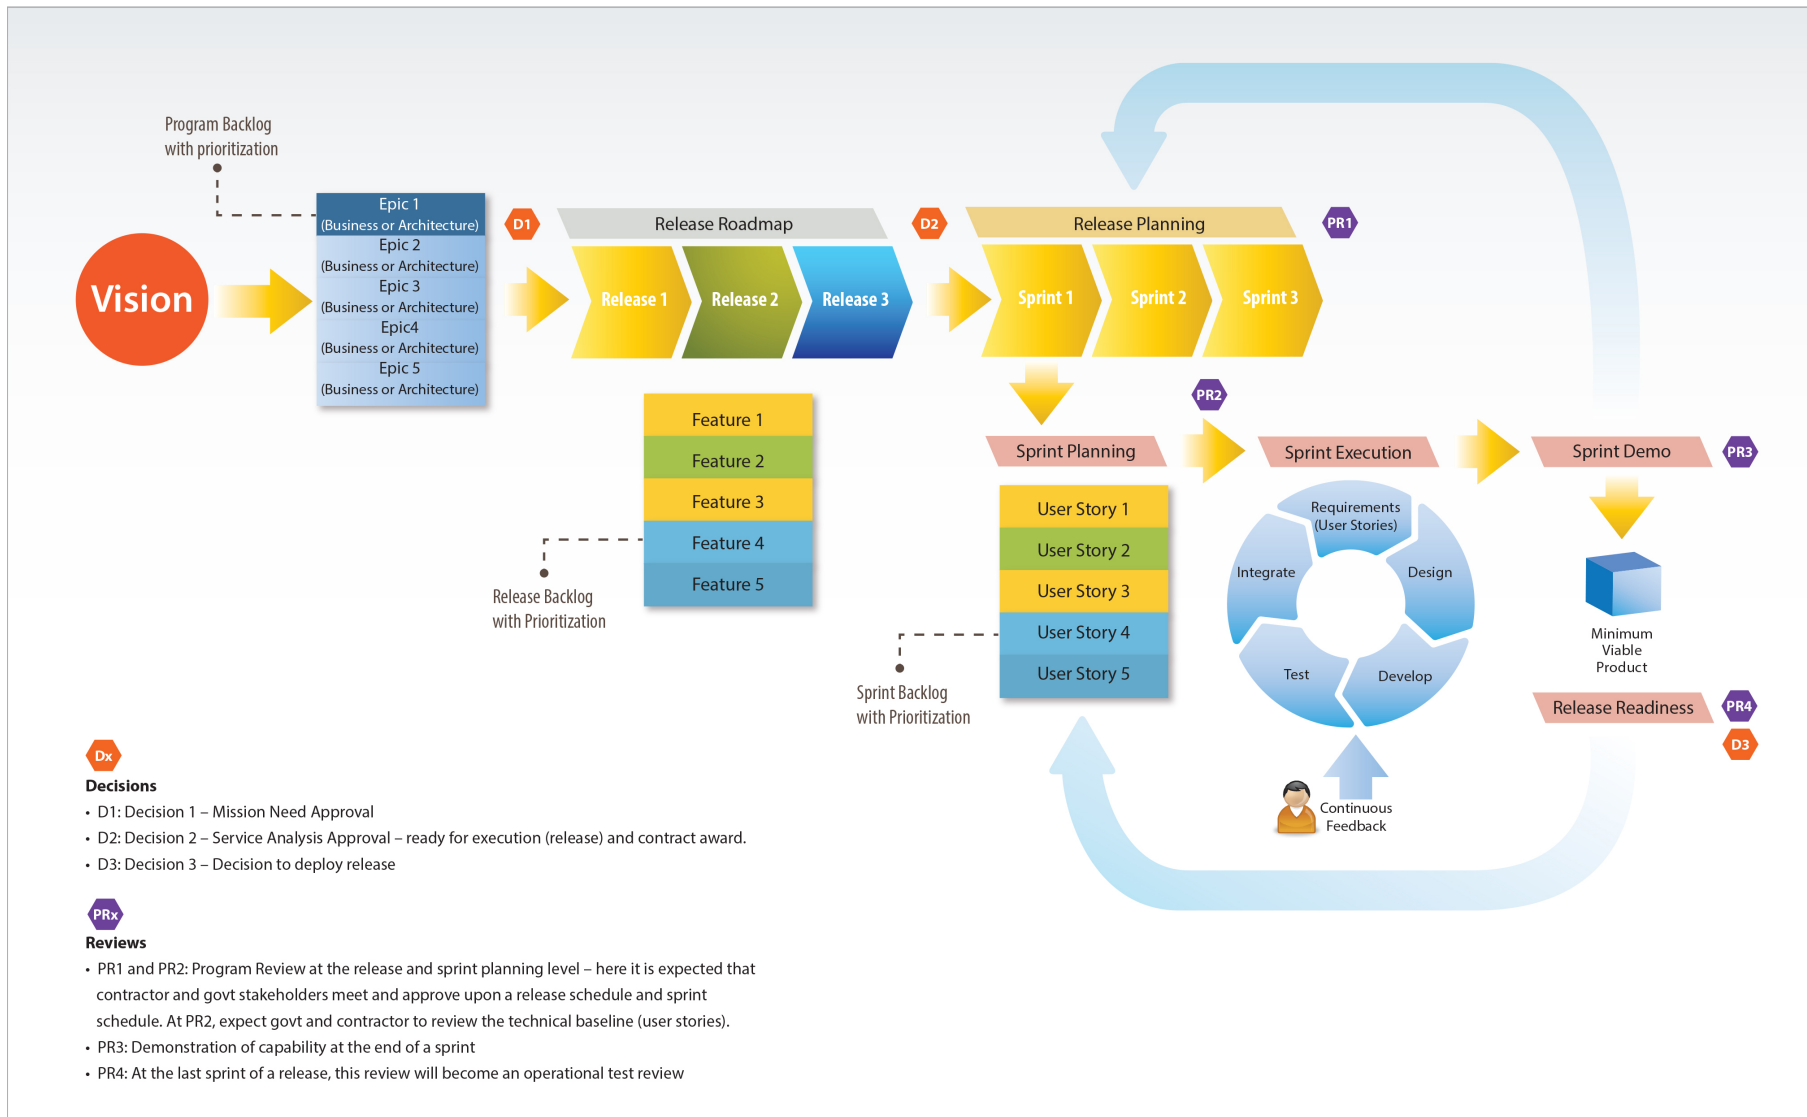 Program Backlog
with prioritization
Vision
Epic 1
(Business or Architecture)
Epic 2
(Business or Architecture)
Epic 3
(Business or Architecture)
Epic4
(Business or Architecture)
Epic 5
(Business or Architecture)
D1
Release Roadmap
Release 1
Release 2
Release 3
D2
Release Planning
PR1
Sprint 1
Sprint 2
Sprint 3
Feature 1
Feature 2
Feature 3
Feature 4
Feature 5
Release Backlog
with Prioritization
Sprint Planning
PR2
Sprint Execution
Sprint Demo
PR3
User Story 1
User Story 2
User Story 3
User Story 4
User Story 5
Sprint Backlog
with Prioritization
Requirements
(User Stories)
Design
Develop
Test
Integrate
Continuous
Feedback
Minimum
Viable
Product
Release Readiness
PR4
D3
Dx
Decisions
• D1: Decision 1 – Mission Need Approval
• D2: Decision 2 – Service Analysis Approval – ready for execution (release) and contract award.
• D3: Decision 3 – Decision to deploy release
PRx
Reviews
• PR1 and PR2: Program Review at the release and sprint planning level – here it is expected that
contractor and govt stakeholders meet and approve upon a release schedule and sprint
schedule. At PR2, expect govt and contractor to review the technical baseline (user stories).
• PR3: Demonstration of capability at the end of a sprint
• PR4: At the last sprint of a release, this review will become an operational test review